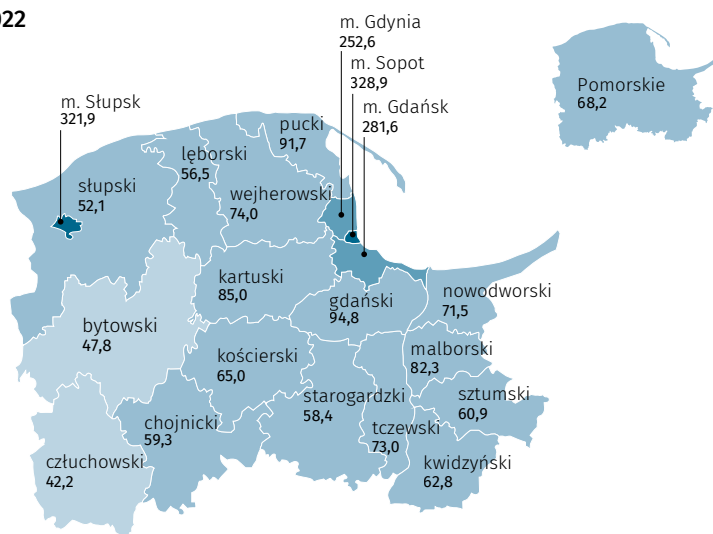 022
m. Gdynia
252,6
m. Sopot
328,9
m. Gdańsk
281,6
Pomorskie
68,2
m. Słupsk
321,9
pucki
91,7
lęborski
56,5
słupski
52,1
wejherowski
74,0
kartuski
85,0
gdański
94,8
nowodworski
71,5
bytowski
47,8
malborski
82,3
kościerski
65,0
starogardzki
58,4
sztumski
60,9
chojnicki
59,3
tczewski
73,0
człuchowski
42,2
kwidzyński
62,8